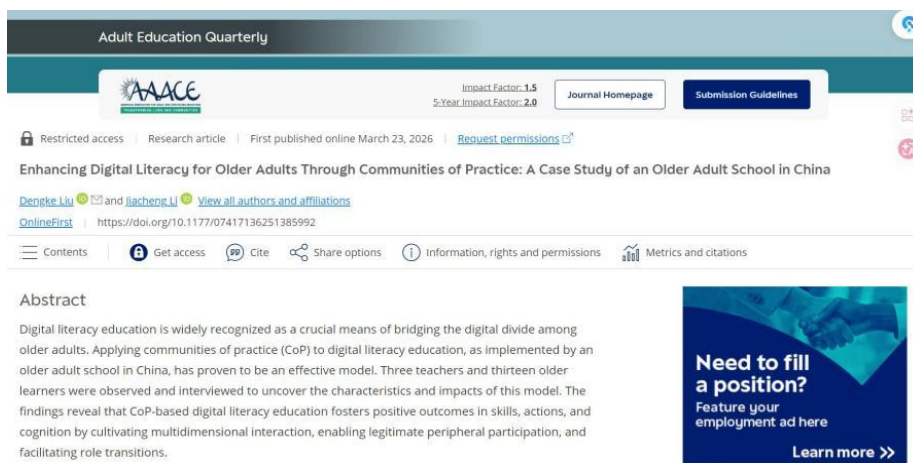 Adult Education Quarterly
AAACE
Impact Factor: 1.5
5-Year Impact Factor: 2.0
Journal Homepage
Submission Guidelines
Restricted access
Research article
First published online March 23, 2026
Request permissions
Enhancing Digital Literacy for Older Adults Through Communities of Practice: A Case Study of an Older Adult School in China
Dengke Liu and Jiacheng Li View all authors and affiliations
OnlineFirst
https://doi.org/10.1177/07417136251385992
Contents
Get access
Cite
Share options
Information, rights and permissions
Metrics and citations
Abstract
Digital literacy education is widely recognized as a crucial means of bridging the digital divide among
older adults. Applying communities of practice (CoP) to digital literacy education, as implemented by an
older adult school in China, has proven to be an effective model. Three teachers and thirteen older
learners were observed and interviewed to uncover the characteristics and impacts of this model. The
findings reveal that CoP-based digital literacy education fosters positive outcomes in skills, actions, and
cognition by cultivating multidimensional interaction, enabling legitimate peripheral participation, and
facilitating role transitions.
Need to fill
a position?
Feature your
employment ad here
Learn more >>